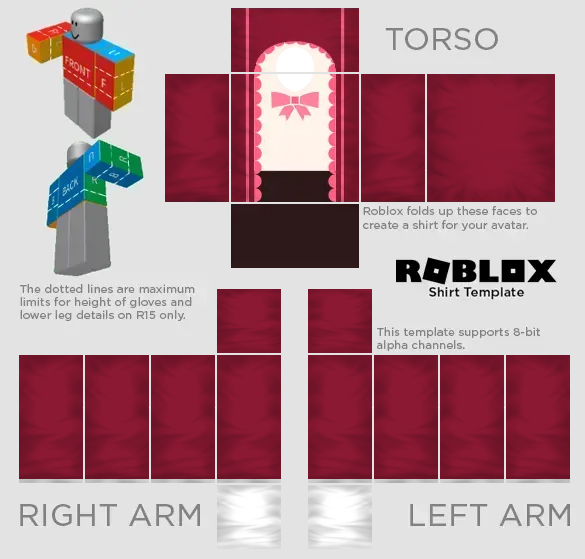 TORSO
FRONT
F
L
BACK
R
Roblox folds up these faces to
create a shirt for your avatar.
ROBLOX
Shirt Template
The dotted lines are maximum
limits for height of gloves and
lower leg details on R15 only.
This template supports 8-bit
alpha channels.
RIGHT ARM
LEFT ARM